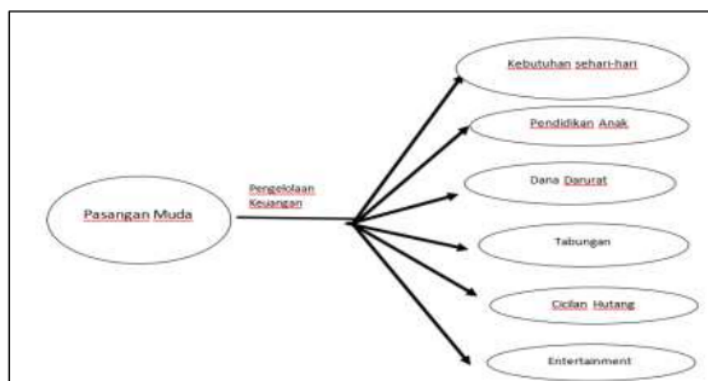 Kebutuhan sehari-hari
Pendidikan Anak
Pengelolaan
Keuangan
Dana Darurat
Pasangan Muda
Tabungan
Cicilan Hutang
Entertainment